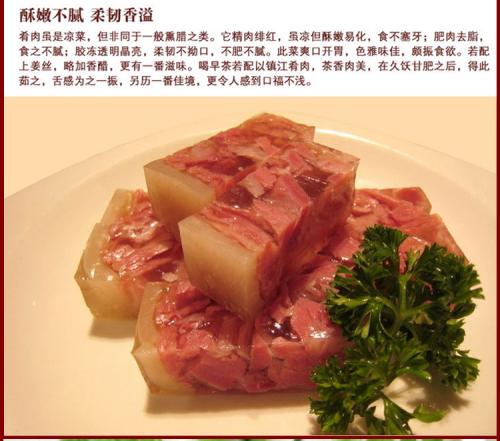 酥嫩不腻 柔韧香溢
肴肉虽是凉菜，但非同于一般熏腊之类。它精肉绯红，虽凉但酥嫩易化，食不塞牙；肥肉去脂，
食之不腻；胶冻透明晶亮，柔韧不拗口，不肥不腻。此菜爽口开胃，色雅味佳，颇振食欲。若配
上姜丝，略加香醋，更有一番滋味。喝早茶若配以镇江肴肉，茶香肉美，在久饫甘肥之后，得此
茹之，舌感为之一振，另历一番佳境，更令人感到口福不浅。